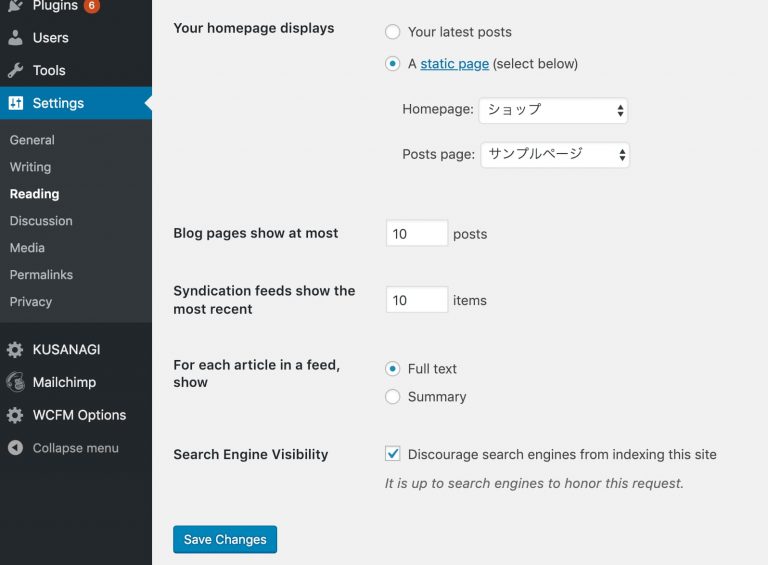 Plugins 6
Users
Tools
Settings
General
Writing
Reading
Discussion
Media
Permalinks
Privacy
KUSANAGI
Mailchimp
WCFM Options
Collapse menu
Your homepage displays
Your latest posts
A static page (select below)
Homepage: ショップ
Posts page: サンプルページ
Blog pages show at most 10 posts
Syndication feeds show the
most recent
10 items
For each article in a feed,
show
Full text
Summary
Search Engine Visibility
Discourage search engines from indexing this site
It is up to search engines to honor this request.
Save Changes